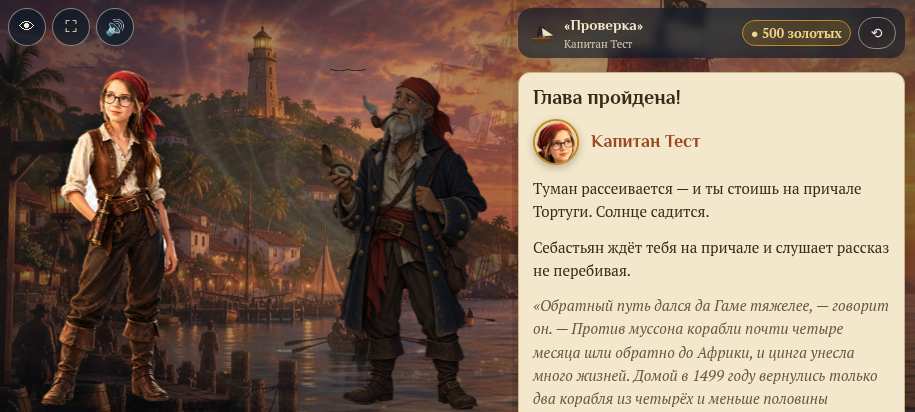 «Проверка»
Капитан Тест
● 500 золотых
Глава пройдена!
Капитан Тест
Туман рассеивается — и ты стоишь на причале
Тортуги. Солнце садится.
Себастьян ждёт тебя на причале и слушает рассказ
не перебивая.
«Обратный путь дался да Гаме тяжелее, — говорит
он. — Против муссона корабли почти четыре
месяца шли обратно до Африки, и цинга унесла
много жизней. Домой в 1499 году вернулись только
два корабля из четырёх и меньше половины